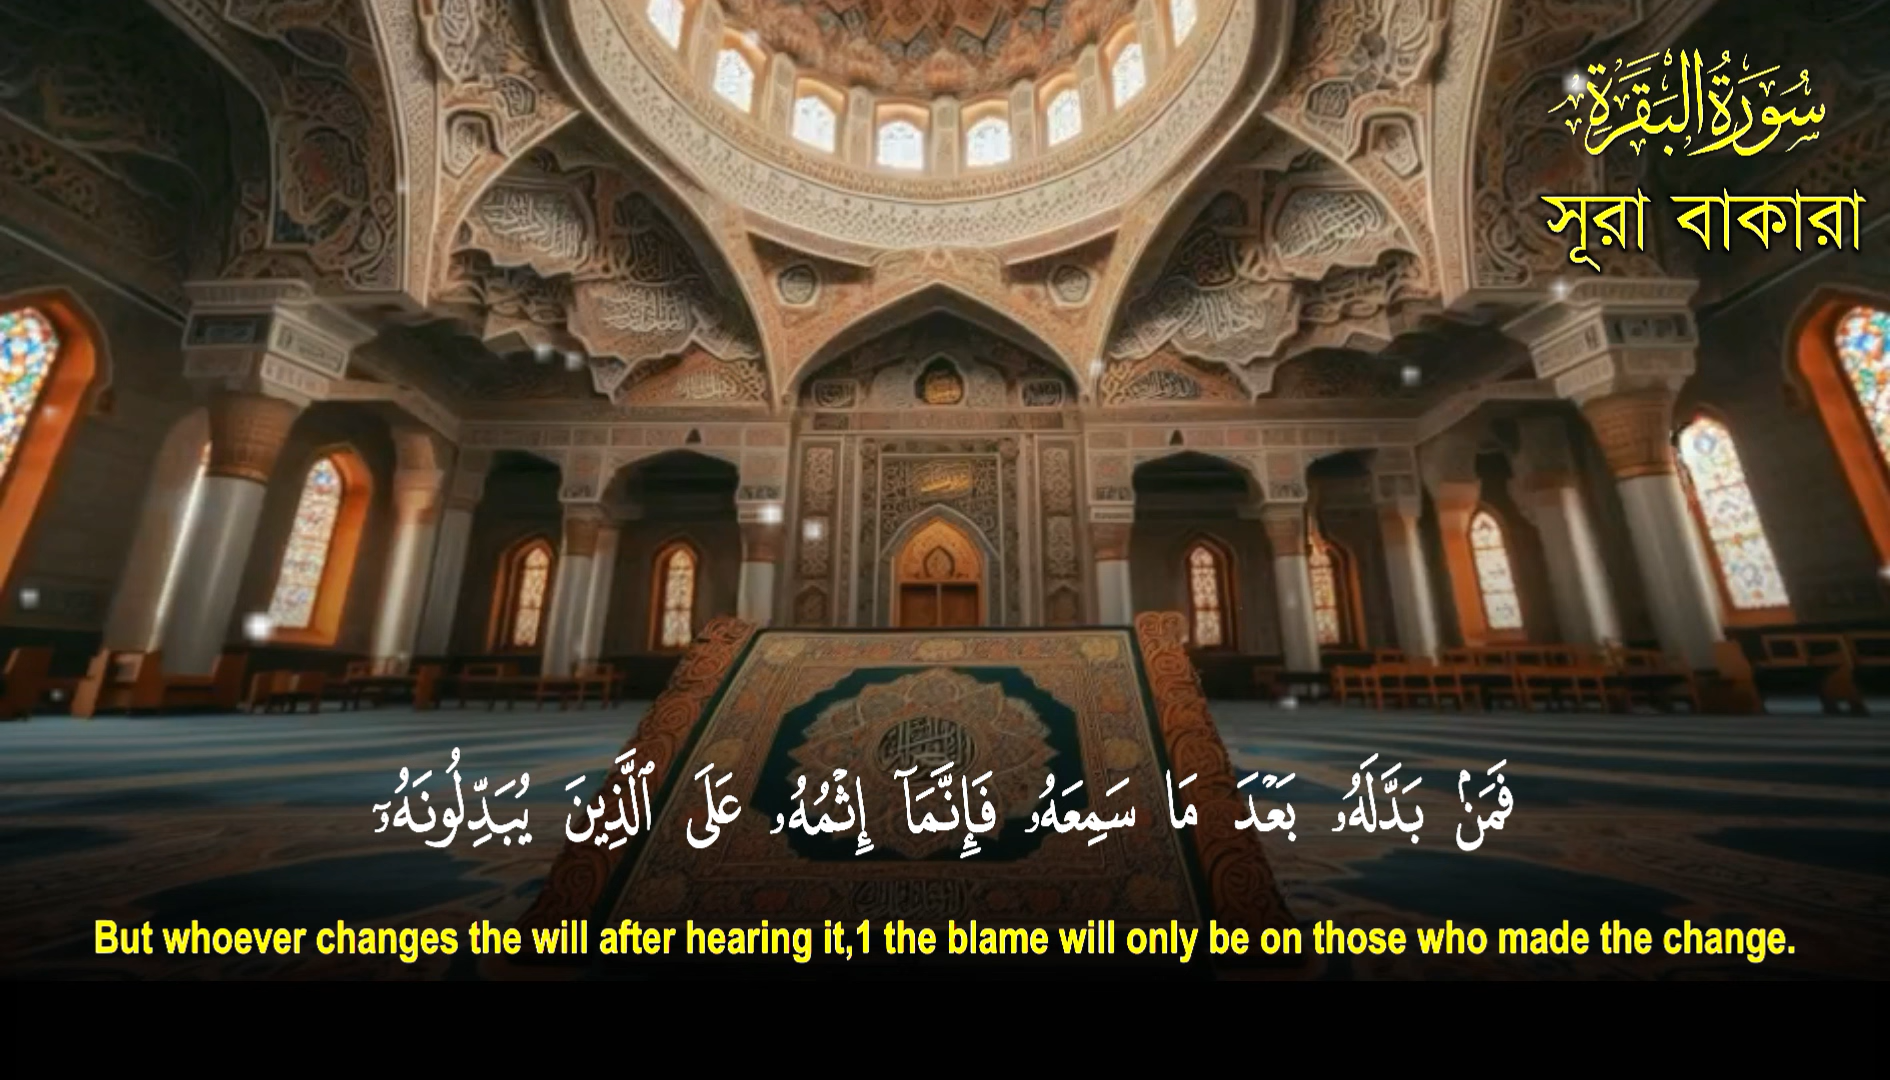 سُورَةُ البَقَرَةِ
সূরা বাকারা
فَمَنۢ بَدَّلَهُۥ بَعْدَ مَا سَمِعَهُۥ فَإِنَّمَآ إِثْمُهُۥ عَلَى ٱلَّذِينَ يُبَدِّلُونَهُۥٓ
But whoever changes the will after hearing it,1 the blame will only be on those who made the change.